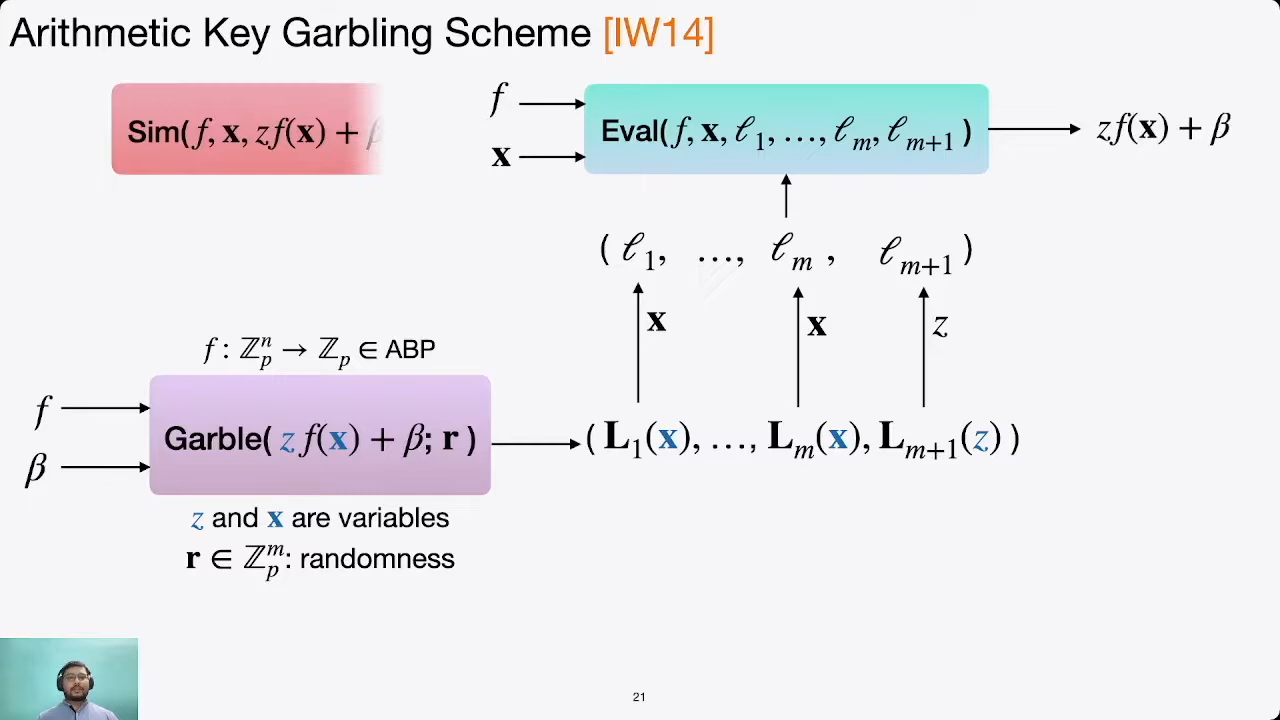 Arithmetic Key Garbling Scheme [IW14]
Sim(f, x, zf(x) + β
f
x
Eval(f, x, ℓ₁, …, ℓₘ, ℓₘ₊₁ )
zf(x) + β
( ℓ₁, …, ℓₘ , ℓₘ₊₁ )
x x z
f : ℤₚⁿ → ℤₚ ∈ ABP
f
β
Garble( z f(x) + β; r )
( L₁(x), …, Lₘ(x), Lₘ₊₁(z) )
z and x are variables
r ∈ ℤₚᵐ: randomness
21